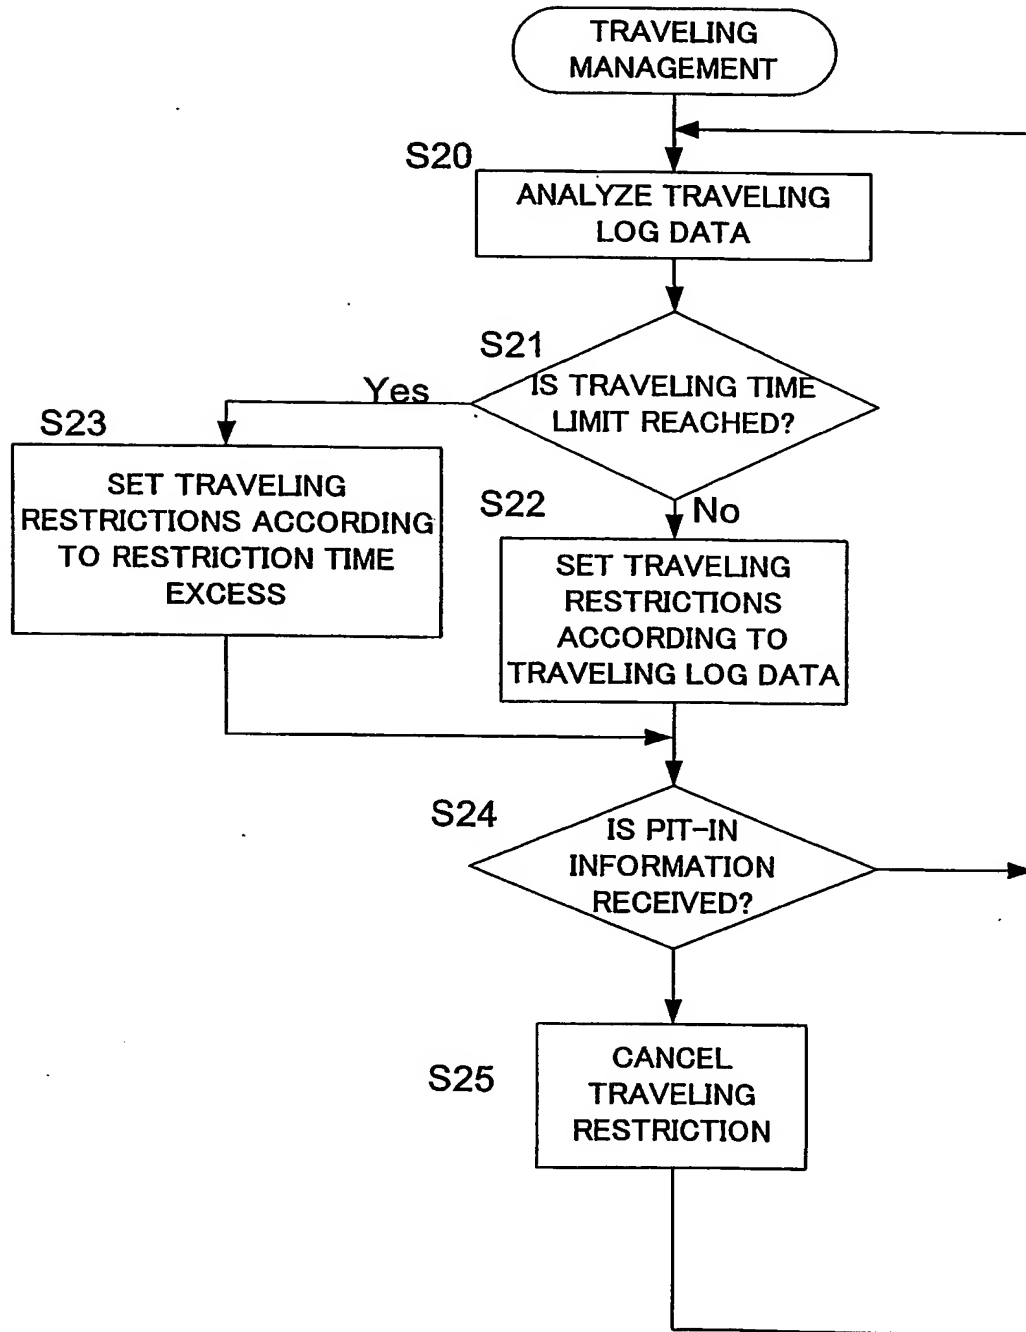 TRAVELING
MANAGEMENT
S20
ANALYZE TRAVELING
LOG DATA
S21
IS TRAVELING TIME
LIMIT REACHED?
Yes
S23
SET TRAVELING
RESTRICTIONS ACCORDING
TO RESTRICTION TIME
EXCESS
S22
No
SET TRAVELING
RESTRICTIONS
ACCORDING TO
TRAVELING LOG DATA
S24
IS PIT-IN
INFORMATION
RECEIVED?
S25
CANCEL
TRAVELING
RESTRICTION